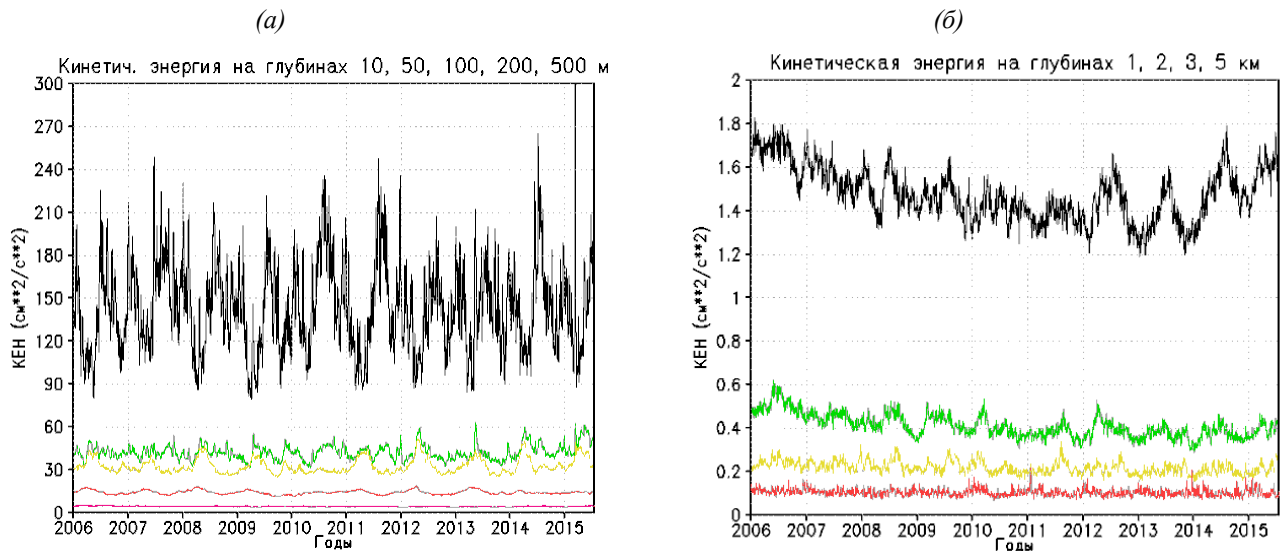 (а)
(б)
Кинетич. энергия на глубинах 10, 50, 100, 200, 500 м
300
270
240
210
180
150
120
90
60
30
0
КЕН (см**2/с**2)
2006 2007 2008 2009 2010 2011 2012 2013 2014 2015
Годы
Кинетическая энергия на глубинах 1, 2, 3, 5 км
2
1.8
1.6
1.4
1.2
1
0.8
0.6
0.4
0.2
0
КЕН (см**2/с**2)
2006 2007 2008 2009 2010 2011 2012 2013 2014 2015
Годы